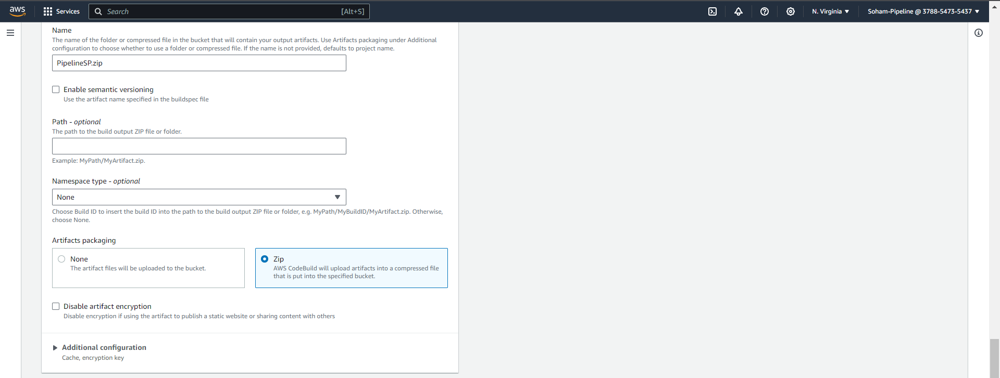 aws
Services
Search
[Alt+S]
N. Virginia
Soham-Pipeline @ 3788-5473-5437
Name
The name of the folder or compressed file in the bucket that will contain your output artifacts. Use Artifacts packaging under Additional
configuration to choose whether to use a folder or compressed file. If the name is not provided, defaults to project name.
PipelineSP.zip
Enable semantic versioning
Use the artifact name specified in the buildspec file
Path - optional
The path to the build output ZIP file or folder.
Example: MyPath/MyArtifact.zip.
Namespace type - optional
None
Choose Build ID to insert the build ID into the path to the build output ZIP file or folder, e.g. MyPath/MyBuildID/MyArtifact.zip. Otherwise,
choose None.
Artifacts packaging
None
The artifact files will be uploaded to the bucket.
Zip
AWS CodeBuild will upload artifacts into a compressed file
that is put into the specified bucket.
Disable artifact encryption
Disable encryption if using the artifact to publish a static website or sharing content with others
Additional configuration
Cache, encryption key